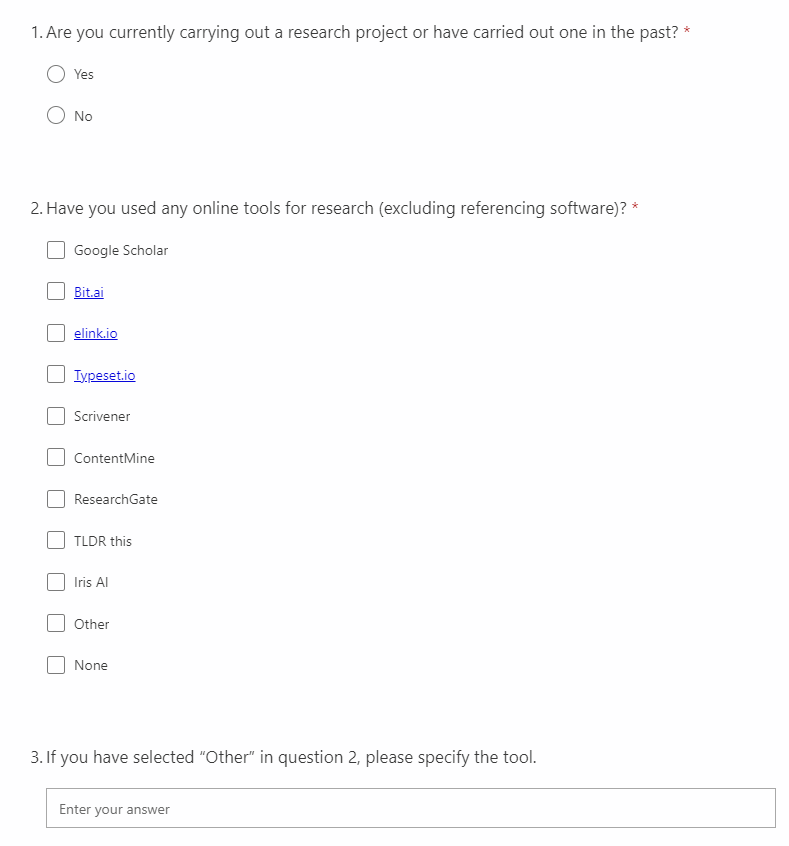 1. Are you currently carrying out a research project or have carried out one in the past? *
Yes
No
2. Have you used any online tools for research (excluding referencing software)? *
Google Scholar
Bit.ai
elink.io
Typeset.io
Scrivener
ContentMine
ResearchGate
TLDR this
Iris AI
Other
None
3. If you have selected “Other” in question 2, please specify the tool.
Enter your answer